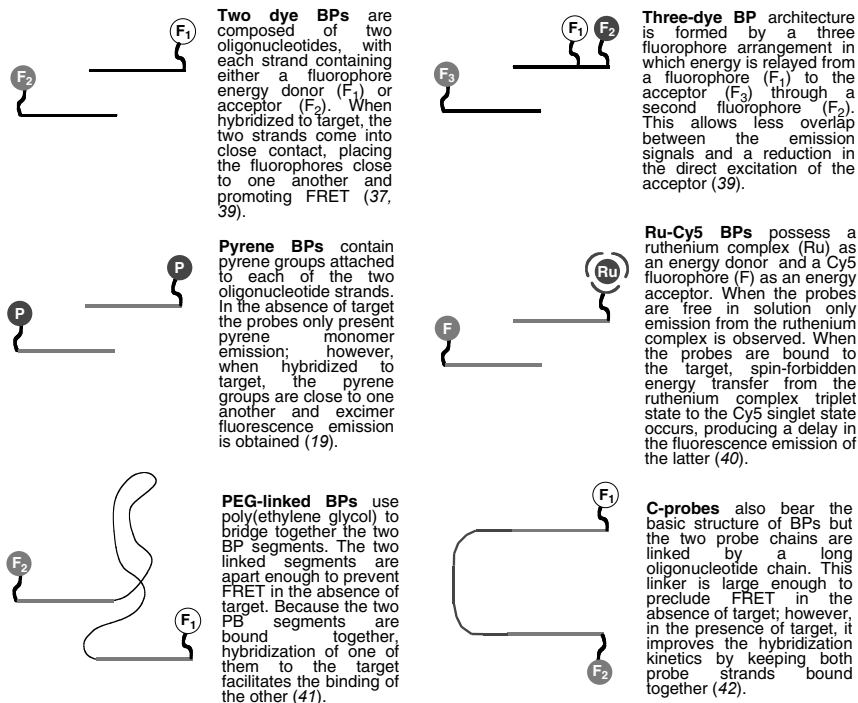 F1
F2
Two dye BPs are
composed of two
oligonucleotides, with
each strand containing
either a fluorophore
energy donor (F1) or
acceptor (F2). When
hybridized to target, the
two strands come into
close contact, placing
the fluorophores close
to one another and
promoting FRET (37,
39).
F1
F2
F3
Three-dye BP architecture
is formed by a three
fluorophore arrangement in
which energy is relayed from
a fluorophore (F1) to the
acceptor (F3) through a
second fluorophore (F2).
This allows less overlap
between the emission
signals and a reduction in
the direct excitation of the
acceptor (39).
P
P
Pyrene BPs contain
pyrene groups attached
to each of the two
oligonucleotide strands.
In the absence of target
the probes only present
pyrene monomer
emission; however,
when hybridized to
target, the pyrene
groups are close to one
another and excimer
fluorescence emission
is obtained (19).
Ru
F
Ru-Cy5 BPs possess a
ruthenium complex (Ru) as
an energy donor and a Cy5
fluorophore (F) as an energy
acceptor. When the probes
are free in solution only
emission from the ruthenium
complex is observed. When
the probes are bound to
the target, spin-forbidden
energy transfer from the
ruthenium complex triplet
state to the Cy5 singlet state
occurs, producing a delay in
the fluorescence emission of
the latter (40).
F2
F1
PEG-linked BPs use
poly(ethylene glycol) to
bridge together the two
BP segments. The two
linked segments are
apart enough to prevent
FRET in the absence of
target. Because the two
PB segments are
bound together,
hybridization of one of
them to the target
facilitates the binding of
the other (41).
F1
F2
C-probes also bear the
basic structure of BPs but
the two probe chains are
linked by a long
oligonucleotide chain. This
linker is large enough to
preclude FRET in the
absence of target; however,
in the presence of target, it
improves the hybridization
kinetics by keeping both
probe strands bound
together (42).